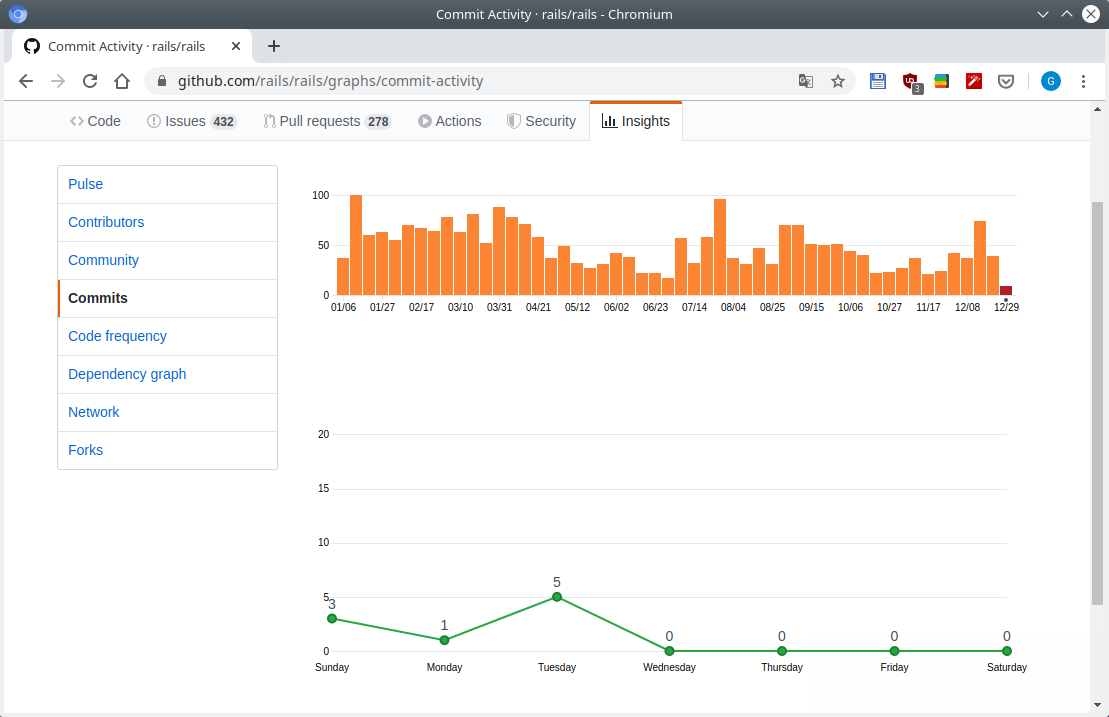 Commit Activity · rails/rails - Chromium
Commit Activity · rails/rails
github.com/rails/rails/graphs/commit-activity
3
G
Code
Issues 432
Pull requests 278
Actions
Security
Insights
Pulse
Contributors
Community
Commits
Code frequency
Dependency graph
Network
Forks
100
50
0
01/06 01/27 02/17 03/10 03/31 04/21 05/12 06/02 06/23 07/14 08/04 08/25 09/15 10/06 10/27 11/17 12/08 12/29
20
15
10
5
0
3 1 5 0 0 0 0
Sunday Monday Tuesday Wednesday Thursday Friday Saturday